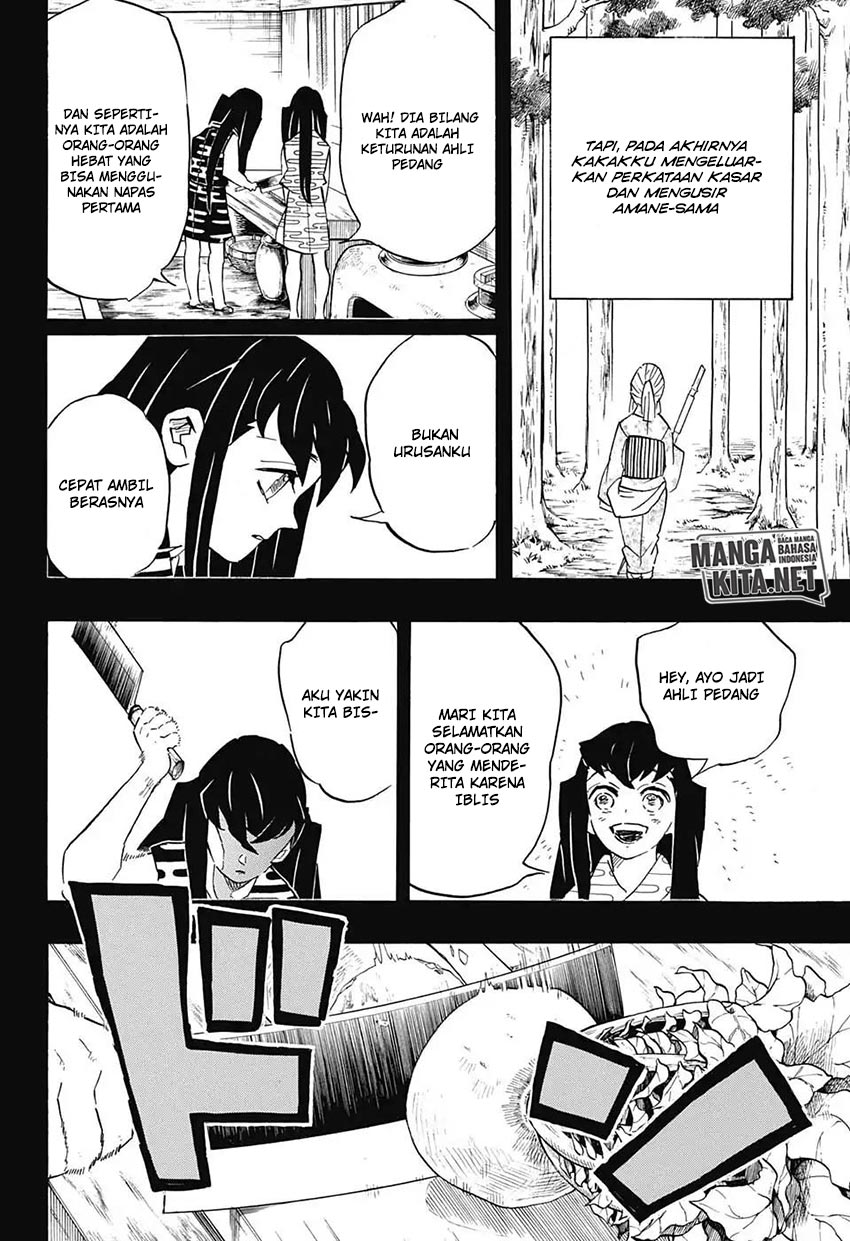 TAPI, PADA AKHIRNYA
KAKAKKU MENGELUAR-
KAN PERKATAAN KASAR
DAN MENGUSIR
AMANE-SAMA
MANGA
KITA.NET
BACA MANGA
BAHASA
INDONESIA
WAH! DIA BILANG
KITA ADALAH
KETURUNAN AHLI
PEDANG
DAN SEPERTI-
NYA KITA ADALAH
ORANG-ORANG
HEBAT YANG
BISA MENGGU-
NAKAN NAPAS
PERTAMA
BUKAN
URUSANKU
CEPAT AMBIL
BERASNYA
HEY, AYO JADI
AHLI PEDANG
MARI KITA
SELAMATKAN
ORANG-ORANG
YANG MENDE-
RITA KARENA
IBLIS
AKU YAKIN
KITA BIS-
ドン